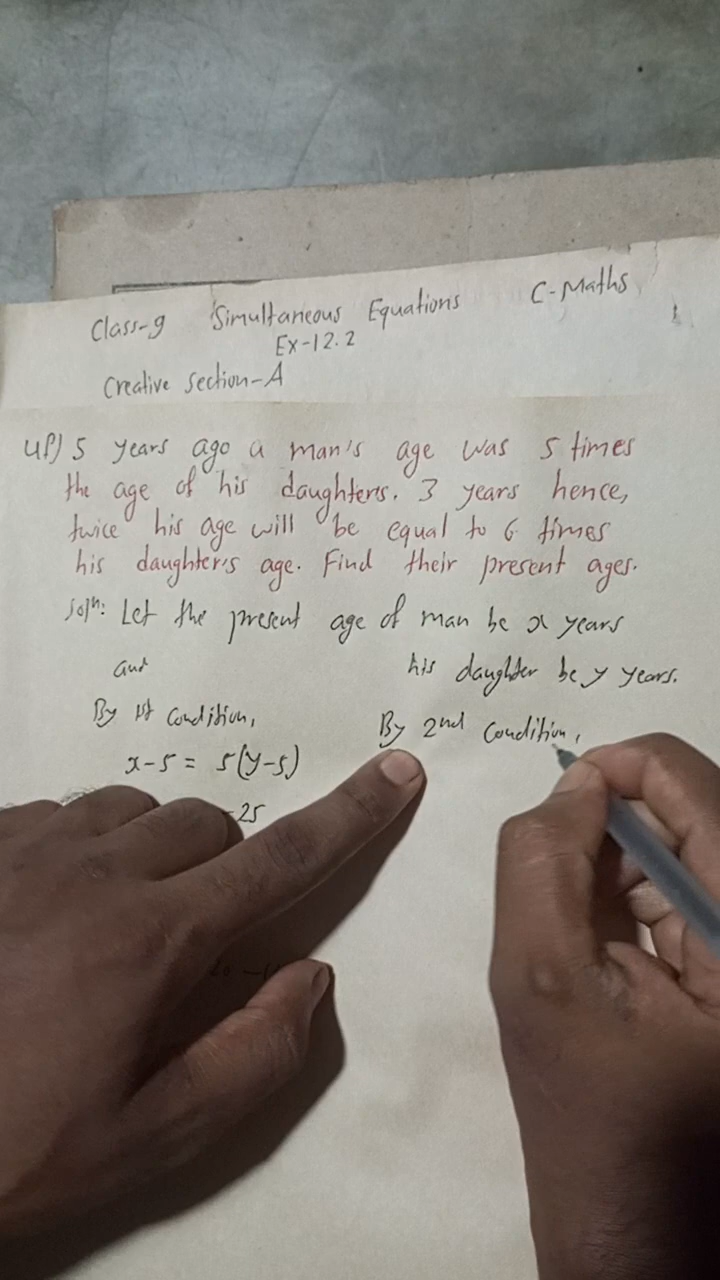 Class-9 Simultaneous Equations C-Maths
Ex-12.2
Creative section-A
4P) 5 years ago a man's age was 5 times
the age of his daughters. 3 years hence,
twice his age will be equal to 6 times
his daughter's age. Find their present ages.
Solⁿ: Let the present age of man be x years
and his daughter be y years.
By 1st condition,
x-5 = 5(y-5)
-25
By 2nd Condition,